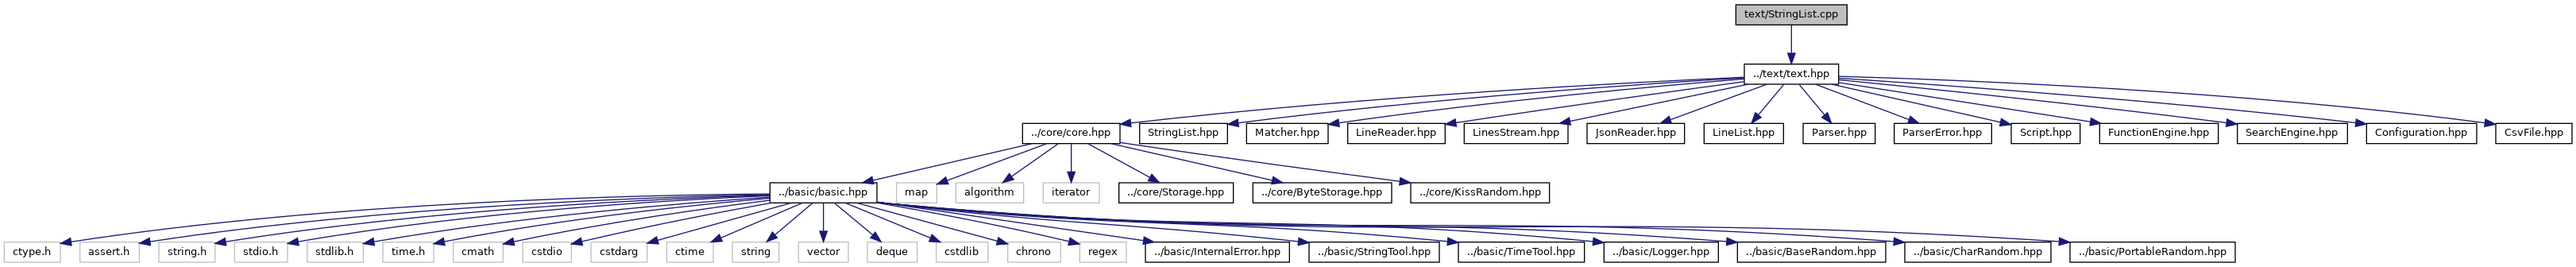 text/StringList.cpp
../text/text.hpp
../core/core.hpp
StringList.hpp
Matcher.hpp
LineReader.hpp
LinesStream.hpp
JsonReader.hpp
LineList.hpp
Parser.hpp
ParserError.hpp
Script.hpp
FunctionEngine.hpp
SearchEngine.hpp
Configuration.hpp
CsvFile.hpp
../basic/basic.hpp
map
algorithm
iterator
../core/Storage.hpp
../core/ByteStorage.hpp
../core/KissRandom.hpp
ctype.h
assert.h
string.h
stdio.h
stdlib.h
time.h
cmath
cstdio
cstdarg
ctime
string
vector
deque
cstdlib
chrono
regex
../basic/InternalError.hpp
../basic/StringTool.hpp
../basic/TimeTool.hpp
../basic/Logger.hpp
../basic/BaseRandom.hpp
../basic/CharRandom.hpp
../basic/PortableRandom.hpp